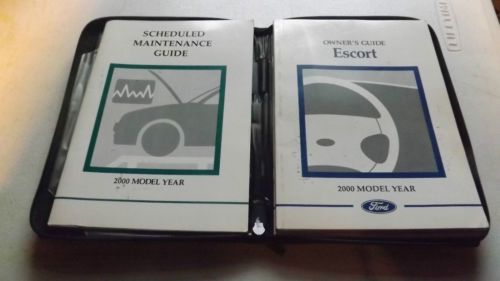 SCHEDULED
MAINTENANCE
GUIDE
2000 MODEL YEAR
OWNER'S GUIDE
Escort
2000 MODEL YEAR
Ford